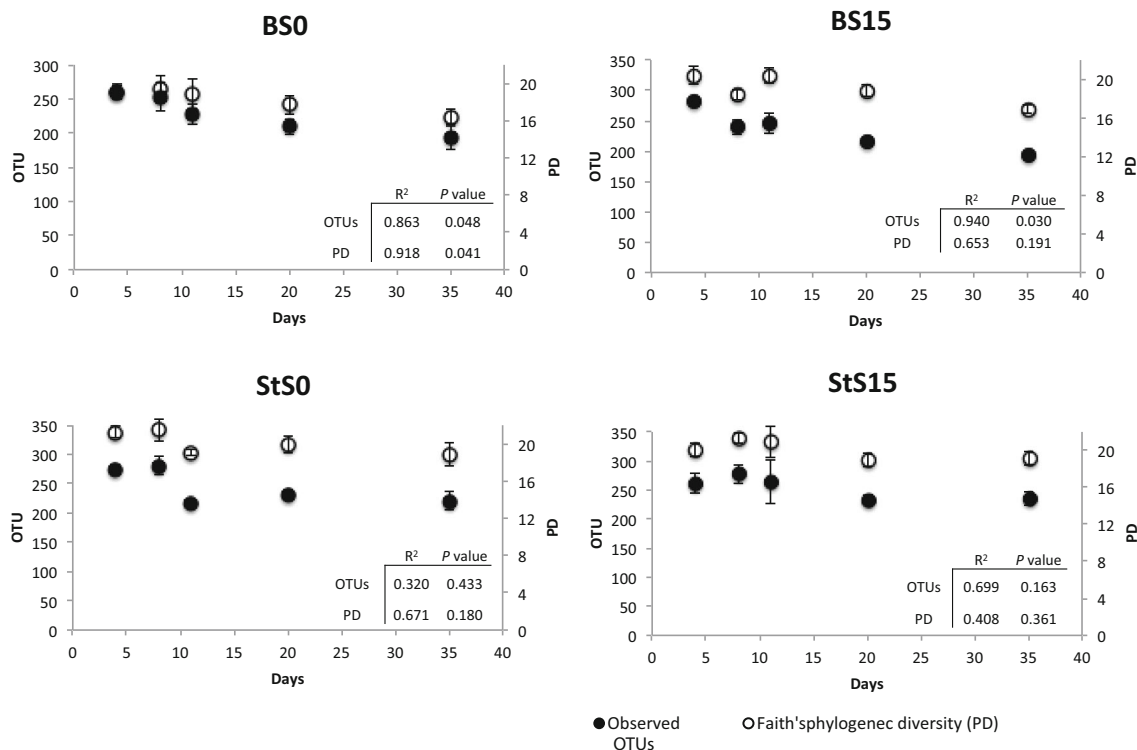 BS0
300
250
200
150
100
50
0
OTU
20
16
12
8
4
0
PD
R² P value
OTUs 0.863 0.048
PD 0.918 0.041
0 5 10 15 20 25 30 35 40
Days
BS15
350
300
250
200
150
100
50
0
OTU
20
16
12
8
4
0
PD
R² P value
OTUs 0.940 0.030
PD 0.653 0.191
0 5 10 15 20 25 30 35 40
Days
StS0
350
300
250
200
150
100
50
0
OTU
20
16
12
8
4
0
PD
R² P value
OTUs 0.320 0.433
PD 0.671 0.180
0 5 10 15 20 25 30 35 40
Days
StS15
350
300
250
200
150
100
50
0
OTU
20
16
12
8
4
0
PD
R² P value
OTUs 0.699 0.163
PD 0.408 0.361
0 5 10 15 20 25 30 35 40
Days
Observed
OTUs
Faith'sphylogenec diversity (PD)